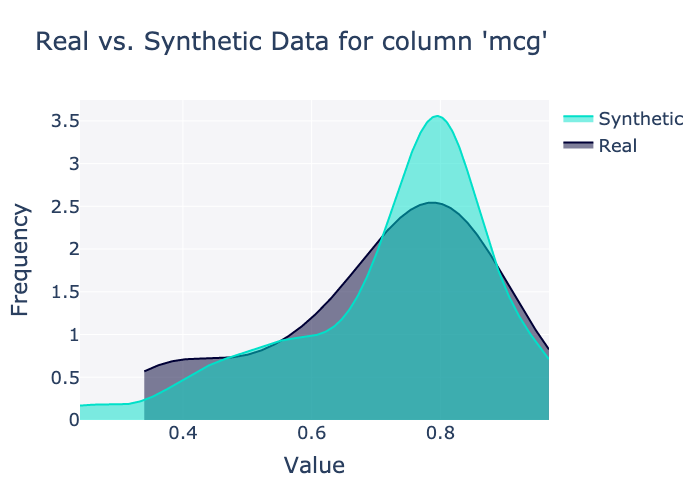 Real vs. Synthetic Data for column 'mcg'
Synthetic
Real
Frequency
3.5
3
2.5
2
1.5
1
0.5
0
0.4
0.6
0.8
Value